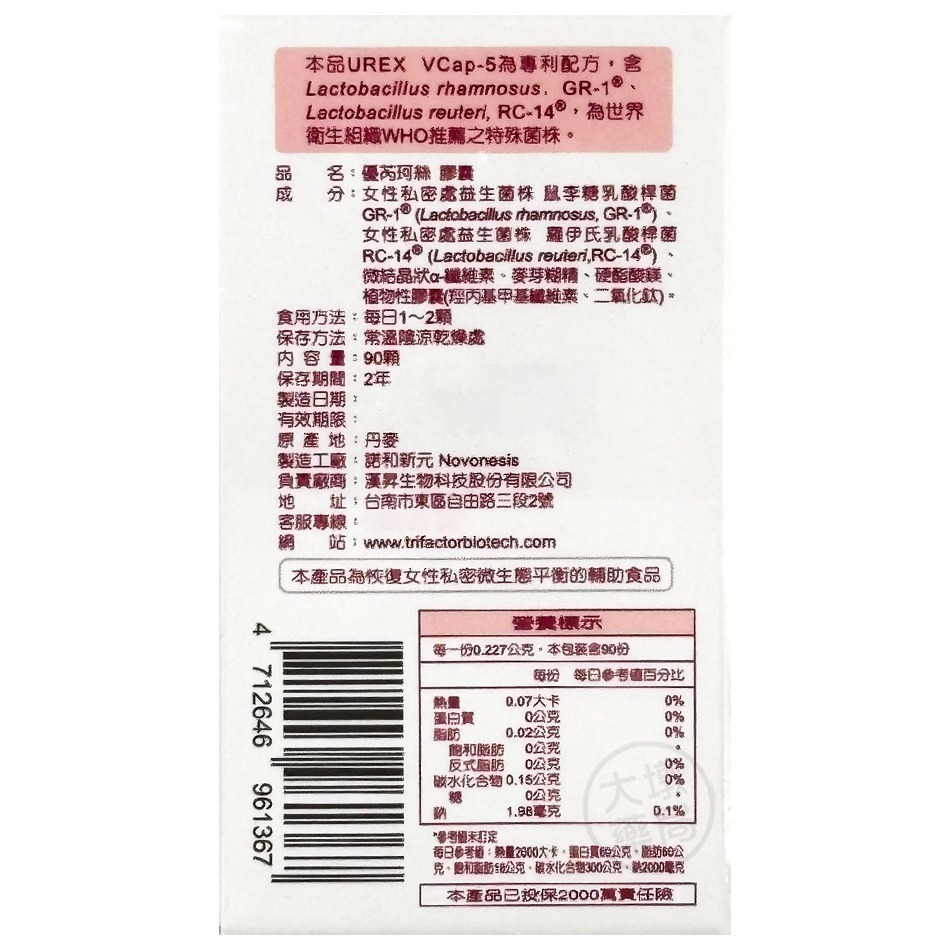 本品UREX VCap-5為專利配方，含
Lactobacillus rhamnosus, GR-1®、
Lactobacillus reuteri, RC-14®，為世界
衛生組織WHO推薦之特殊菌株。
品 名：優芮珂絲 膠囊
成 分：女性私密處益生菌株 鼠李糖乳酸桿菌
GR-1® (Lactobacillus rhamnosus, GR-1®)、
女性私密處益生菌株 羅伊氏乳酸桿菌
RC-14® (Lactobacillus reuteri,RC-14®)、
微結晶狀α-纖維素、麥芽糊精、硬酯酸鎂、
植物性膠囊(羥丙基甲基纖維素、二氧化鈦)。
食用方法：每日1～2顆
保存方法：常溫陰涼乾燥處
內容量：90顆
保存期間：2年
製造日期：
有效期限：
原產地：丹麥
製造工廠：諾和新元 Novonesis
負責廠商：漢昇生物科技股份有限公司
地 址：台南市東區自由路三段2號
客服專線：
網 站：www.trifactorbiotech.com
本產品為恢復女性私密微生態平衡的輔助食品
4 712646 961367
營養標示
每一份0.227公克，本包裝含90份
每份 每日參考值百分比
熱量 0.07大卡 0%
蛋白質 0公克 0%
脂肪 0.02公克 0%
飽和脂肪 0公克 *
反式脂肪 0公克 0%
碳水化合物 0.15公克 0%
糖 0公克 *
鈉 1.98毫克 0.1%
*參考值未訂定
每日參考值：熱量2000大卡、蛋白質60公克、脂肪60公
克、飽和脂肪18公克、碳水化合物300公克、鈉2000毫克
本產品已投保2000萬責任險
大埤
藥局